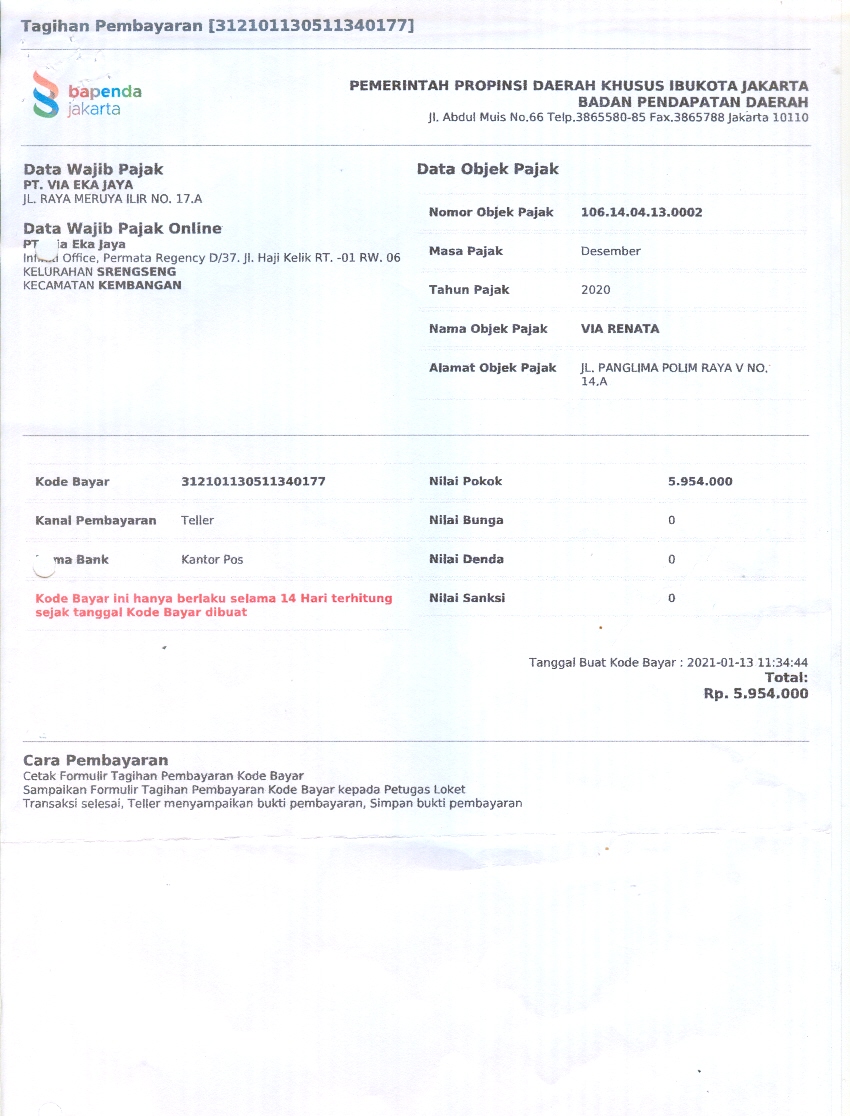 Tagihan Pembayaran [312101130511340177]
bapenda
jakarta
PEMERINTAH PROPINSI DAERAH KHUSUS IBUKOTA JAKARTA
BADAN PENDAPATAN DAERAH
Jl. Abdul Muis No.66 Telp.3865580-85 Fax.3865788 Jakarta 10110
Data Wajib Pajak
PT. VIA EKA JAYA
JL. RAYA MERUYA ILIR NO. 17.A
Data Wajib Pajak Online
PT ia Eka Jaya
Office, Permata Regency D/37. Jl. Haji Kelik RT. -01 RW. 06
KELURAHAN SRENGSENG
KECAMATAN KEMBANGAN
Data Objek Pajak
Nomor Objek Pajak 106.14.04.13.0002
Masa Pajak Desember
Tahun Pajak 2020
Nama Objek Pajak VIA RENATA
Alamat Objek Pajak JL. PANGLIMA POLIM RAYA V NO.
14.A
Kode Bayar 312101130511340177
Kanal Pembayaran Teller
ma Bank Kantor Pos
Kode Bayar ini hanya berlaku selama 14 Hari terhitung
sejak tanggal Kode Bayar dibuat
Nilai Pokok 5.954.000
Nilai Bunga 0
Nilai Denda 0
Nilai Sanksi 0
Tanggal Buat Kode Bayar : 2021-01-13 11:34:44
Total:
Rp. 5.954.000
Cara Pembayaran
Cetak Formulir Tagihan Pembayaran Kode Bayar
Sampaikan Formulir Tagihan Pembayaran Kode Bayar kepada Petugas Loket
Transaksi selesai, Teller menyampaikan bukti pembayaran, Simpan bukti pembayaran